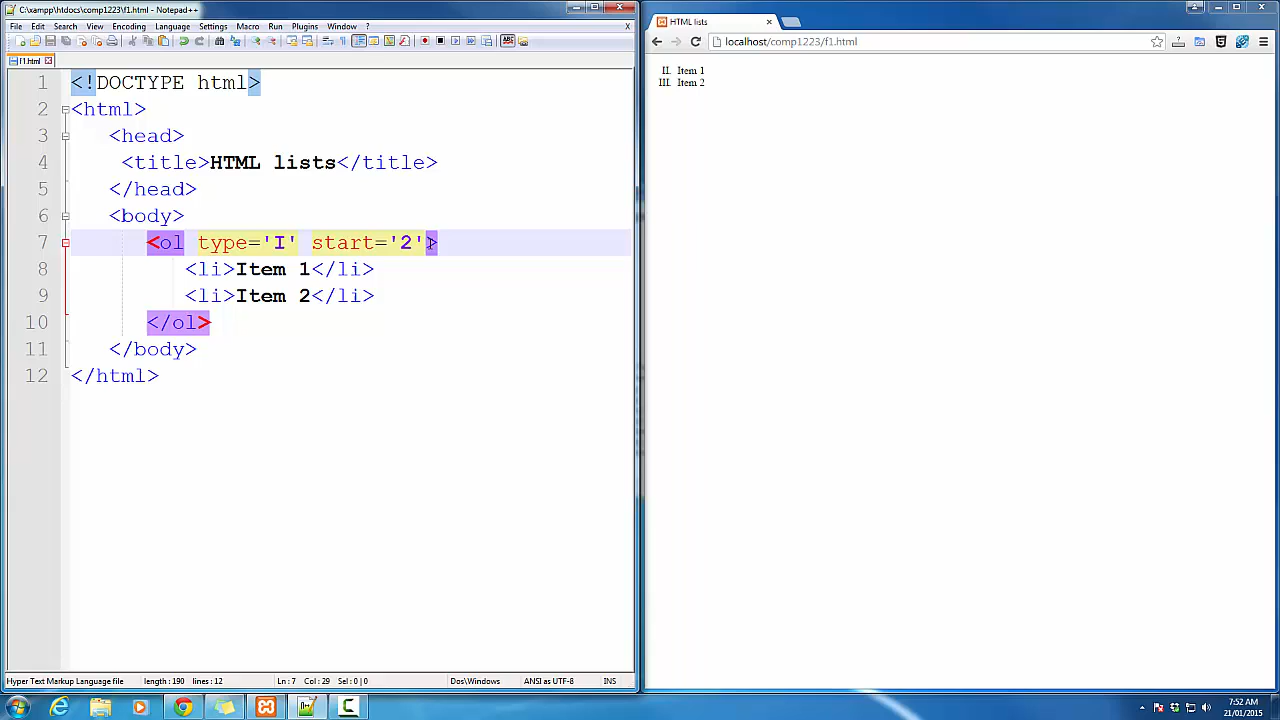 C:\xampp\htdocs\comp1223\f1.html - Notepad++
File Edit Search View Encoding Language Settings Macro Run Plugins Window ? X
f1.html
1 <!DOCTYPE html>
2 <html>
3 <head>
4 <title>HTML lists</title>
5 </head>
6 <body>
7 <ol type='I' start='2'>
8 <li>Item 1</li>
9 <li>Item 2</li>
10 </ol>
11 </body>
12 </html>
Hyper Text Markup Language file length : 190 lines : 12 Ln : 7 Col : 29 Sel : 0 | 0 Dos\Windows ANSI as UTF-8 INS
HTML lists
localhost/comp1223/f1.html
II. Item 1
III. Item 2
7:52 AM
21/01/2015